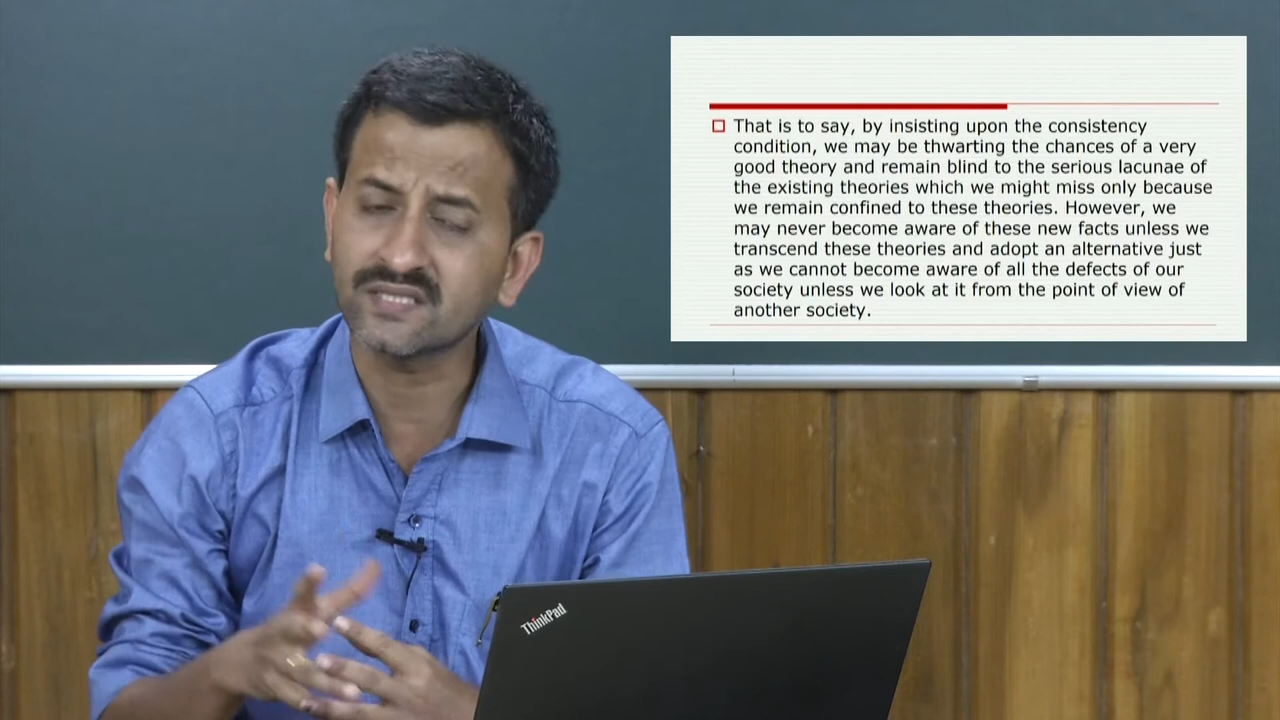 That is to say, by insisting upon the consistency
condition, we may be thwarting the chances of a very
good theory and remain blind to the serious lacunae of
the existing theories which we might miss only because
we remain confined to these theories. However, we
may never become aware of these new facts unless we
transcend these theories and adopt an alternative just
as we cannot become aware of all the defects of our
society unless we look at it from the point of view of
another society.
ThinkPad